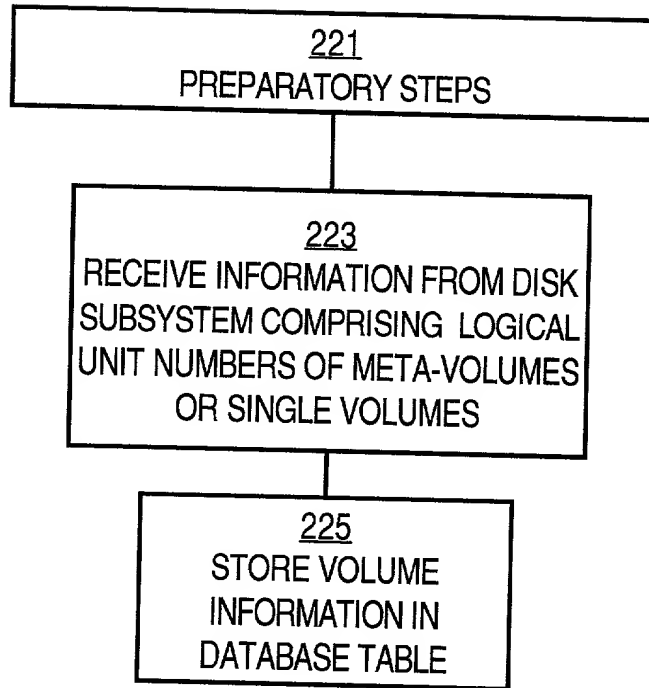 221
PREPARATORY STEPS
223
RECEIVE INFORMATION FROM DISK
SUBSYSTEM COMPRISING LOGICAL
UNIT NUMBERS OF META-VOLUMES
OR SINGLE VOLUMES
225
STORE VOLUME
INFORMATION IN
DATABASE TABLE